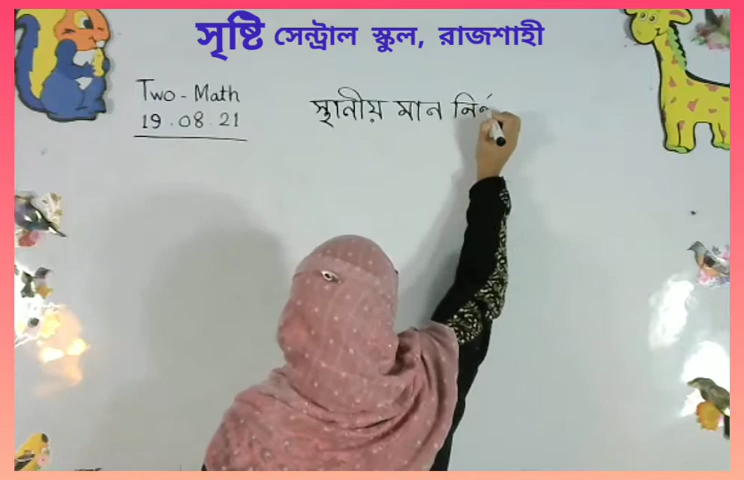 সৃষ্টি সেন্ট্রাল স্কুল, রাজশাহী
Two - Math
19.08.21
স্থানীয় মান